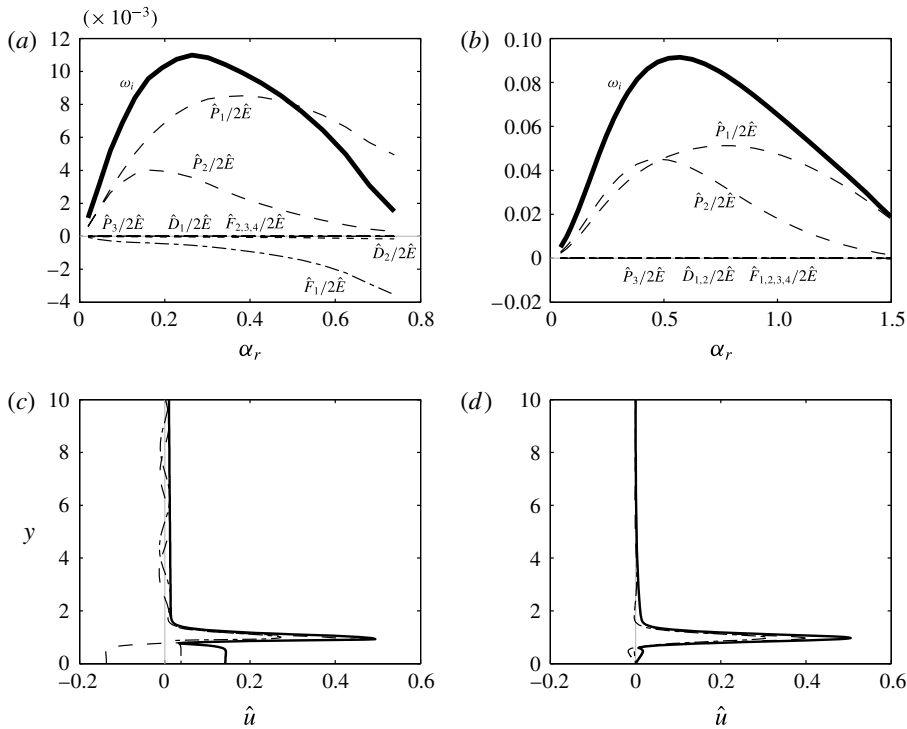 (× 10⁻³)
(a)
12
10
8
6
4
2
0
−2
−4
ω_i
P̂₁/2Ê
P̂₂/2Ê
P̂₃/2Ê D̂₁/2Ê F̂₂,₃,₄/2Ê
D̂₂/2Ê
F̂₁/2Ê
0 0.2 0.4 0.6 0.8
α_r
(b)
0.10
0.08
0.06
0.04
0.02
0
−0.02
ω_i
P̂₁/2Ê
P̂₂/2Ê
P̂₃/2Ê D̂₁,₂/2Ê F̂₁,₂,₃,₄/2Ê
0 0.5 1.0 1.5
α_r
(c)
10
8
6
y
4
2
0
−0.2 0 0.2 0.4 0.6
û
(d)
10
8
6
4
2
0
−0.2 0 0.2 0.4 0.6
û